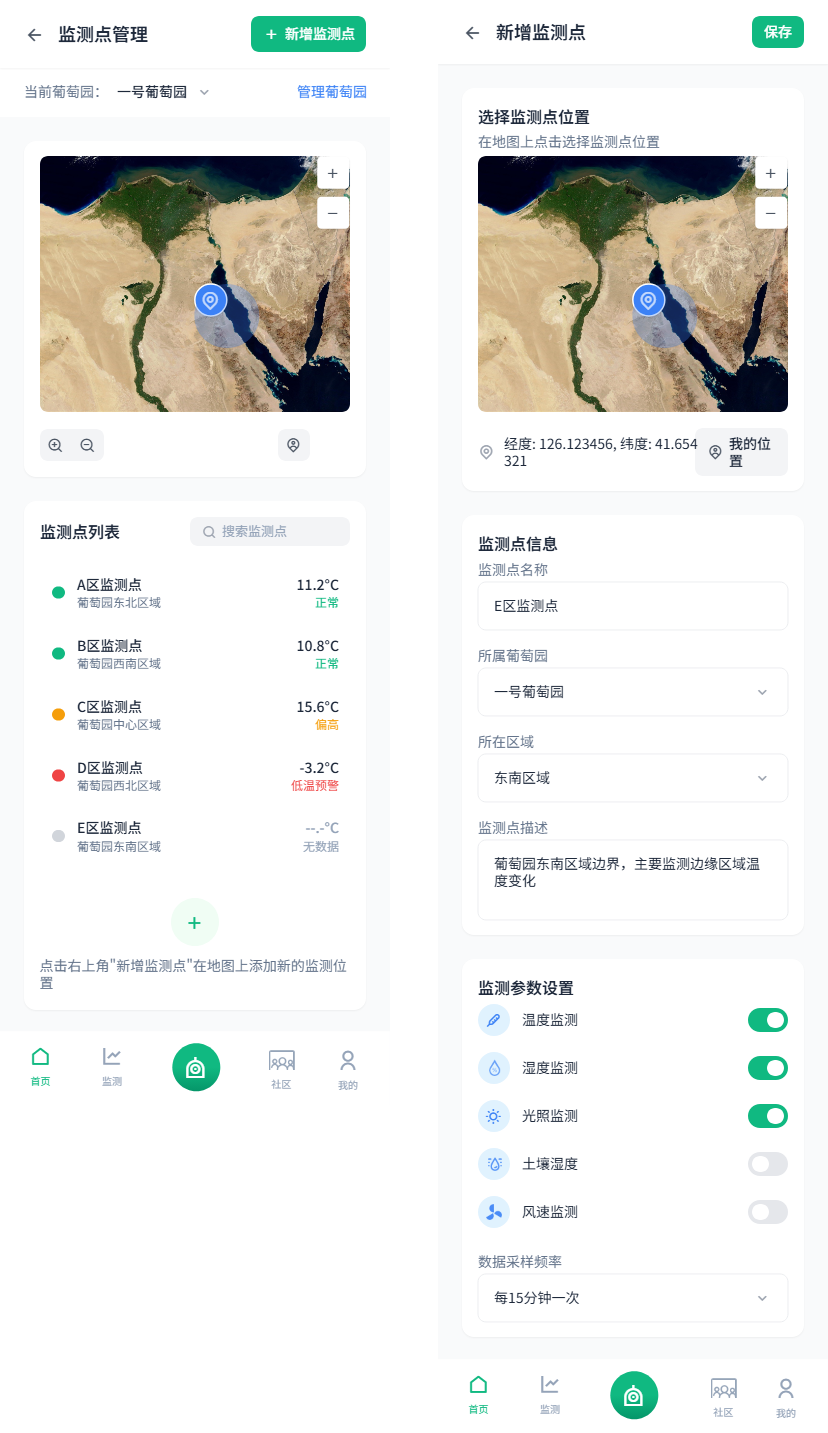 监测点管理
+ 新增监测点
当前葡萄园：
一号葡萄园
管理葡萄园
+
−
监测点列表
搜索监测点
A区监测点
11.2°C
葡萄园东北区域
正常
B区监测点
10.8°C
葡萄园西南区域
正常
C区监测点
15.6°C
葡萄园中心区域
偏高
D区监测点
-3.2°C
葡萄园西北区域
低温预警
E区监测点
--.-°C
葡萄园东南区域
无数据
+
点击右上角"新增监测点"在地图上添加新的监测位
置
首页
监测
社区
我的
新增监测点
保存
选择监测点位置
在地图上点击选择监测点位置
+
−
经度: 126.123456, 纬度: 41.654
321
我的位
置
监测点信息
监测点名称
E区监测点
所属葡萄园
一号葡萄园
所在区域
东南区域
监测点描述
葡萄园东南区域边界，主要监测边缘区域温
度变化
监测参数设置
温度监测
湿度监测
光照监测
土壤湿度
风速监测
数据采样频率
每15分钟一次
首页
监测
社区
我的